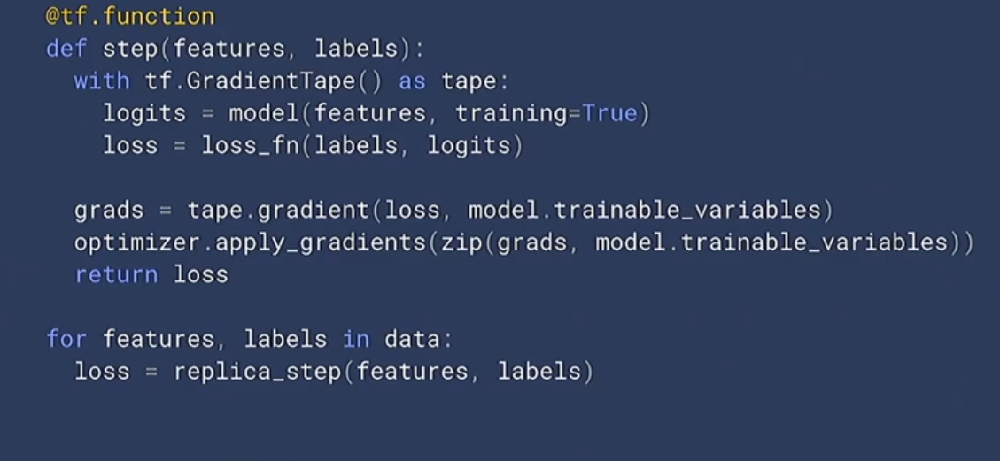 @tf.function
def step(features, labels):
  with tf.GradientTape() as tape:
    logits = model(features, training=True)
    loss = loss_fn(labels, logits)

  grads = tape.gradient(loss, model.trainable_variables)
  optimizer.apply_gradients(zip(grads, model.trainable_variables))
  return loss

for features, labels in data:
  loss = replica_step(features, labels)